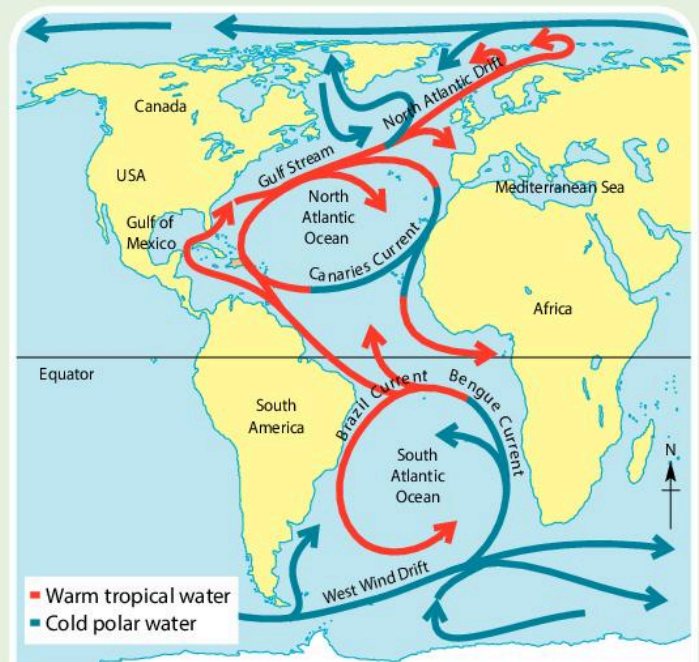 Canada
North Atlantic Drift
USA
Gulf Stream
Mediterranean Sea
Gulf of
Mexico
North
Atlantic
Ocean
Canaries Current
Africa
Equator
Brazil Current
Bengue Current
South
America
South
Atlantic
Ocean
N
West Wind Drift
Warm tropical water
Cold polar water